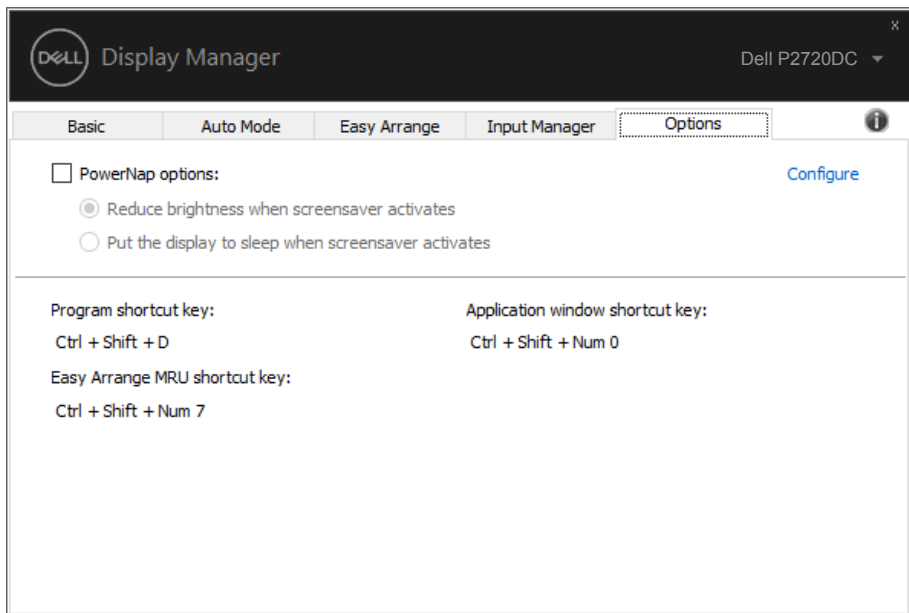 x
DELL Display Manager
Dell P2720DC
Basic Auto Mode Easy Arrange Input Manager Options
PowerNap options: Configure
Reduce brightness when screensaver activates
Put the display to sleep when screensaver activates
Program shortcut key: Application window shortcut key:
Ctrl + Shift + D Ctrl + Shift + Num 0
Easy Arrange MRU shortcut key:
Ctrl + Shift + Num 7